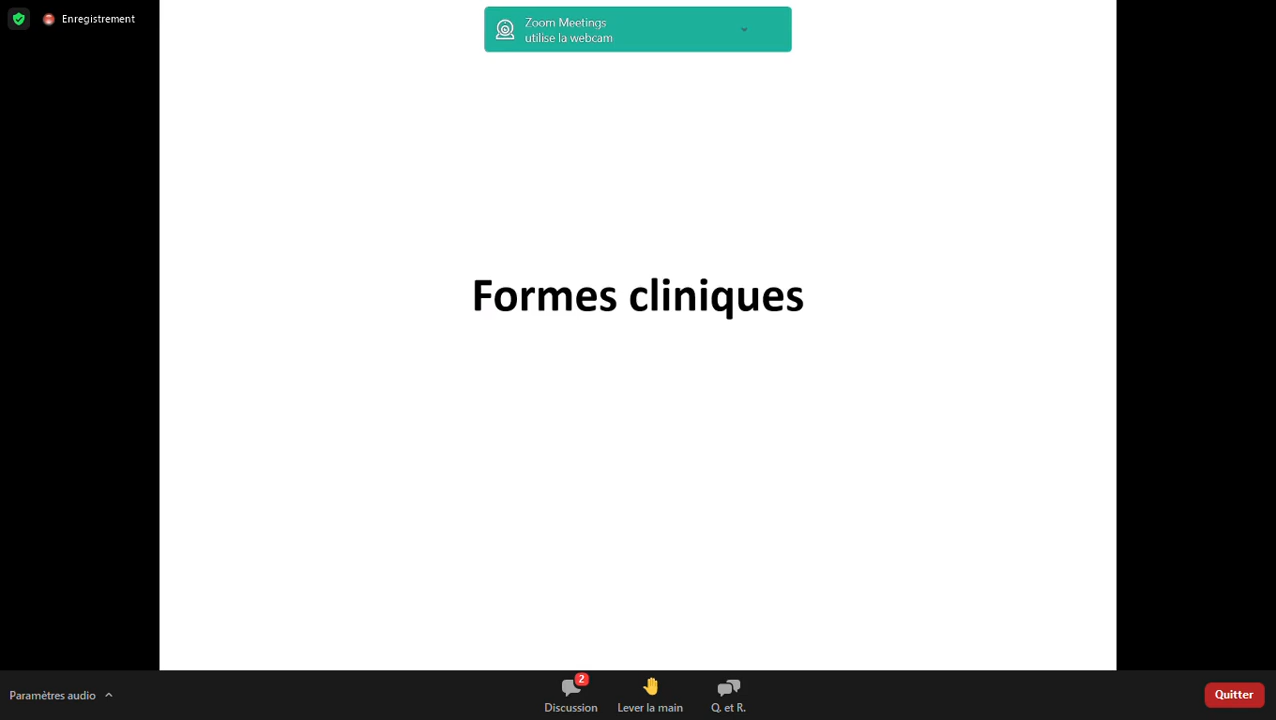 Enregistrement
Zoom Meetings
utilise la webcam
Formes cliniques
Paramètres audio
2
Discussion
Lever la main
Q. et R.
Quitter